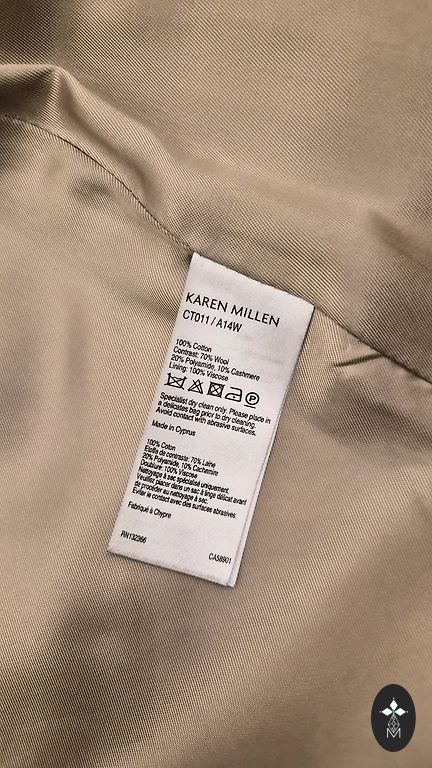 KAREN MILLEN
CT011 / A14W
100% Cotton
Contrast: 70% Wool
20% Polyamide, 10% Cashmere
Lining: 100% Viscose
Specialist dry clean only. Please place in
a delicates bag prior to dry cleaning.
Avoid contact with abrasive surfaces.
Made in Cyprus
100% Coton
Etoffe de contraste: 70% Laine
20% Polyamide, 10% Cachemire
Doublure: 100% Viscose
Nettoyage à sec spécialisé uniquement.
Veuillez placer dans un sac à linge délicat avant
de procéder au nettoyage à sec.
Eviter le contact avec des surfaces abrasives.
Fabriqué à Chypre
RN132366
CA58901
M